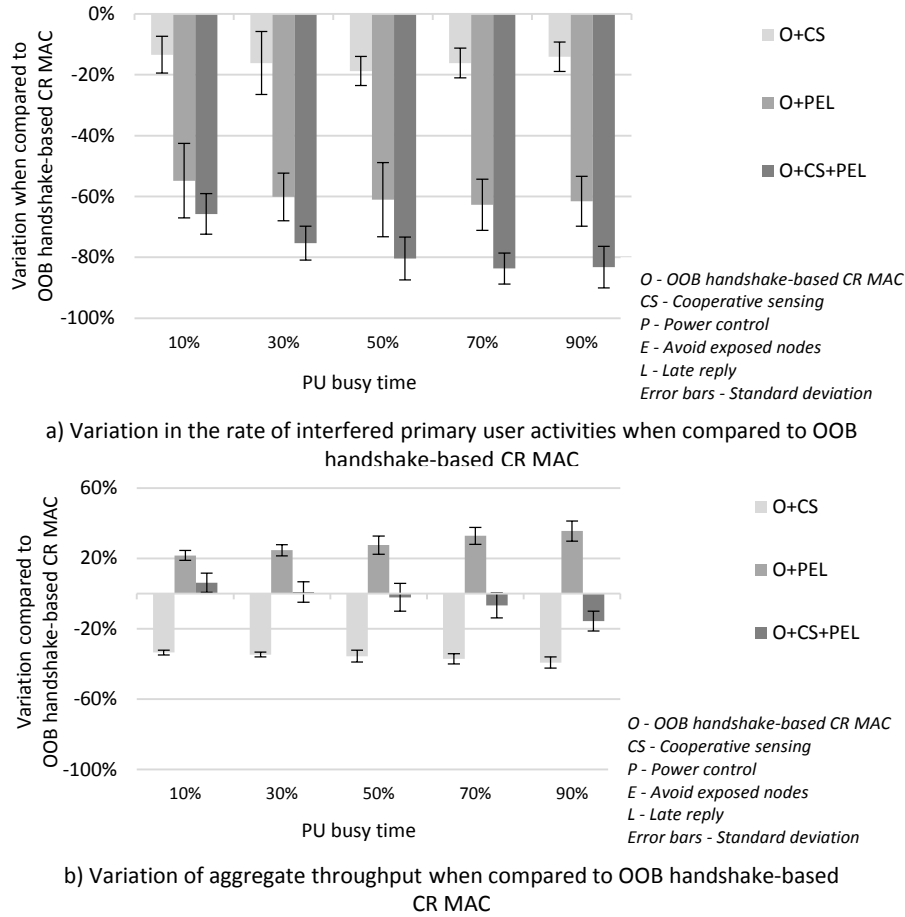 0%
-20%
-40%
-60%
-80%
-100%
Variation when compared to
OOB handshake-based CR MAC
10%
30%
50%
70%
90%
PU busy time
O+CS
O+PEL
O+CS+PEL
O - OOB handshake-based CR MAC
CS - Cooperative sensing
P - Power control
E - Avoid exposed nodes
L - Late reply
Error bars - Standard deviation
a) Variation in the rate of interfered primary user activities when compared to OOB
handshake-based CR MAC
60%
20%
-20%
-60%
-100%
Variation compared to
OOB handshake-based CR MAC
10%
30%
50%
70%
90%
PU busy time
O+CS
O+PEL
O+CS+PEL
O - OOB handshake-based CR MAC
CS - Cooperative sensing
P - Power control
E - Avoid exposed nodes
L - Late reply
Error bars - Standard deviation
b) Variation of aggregate throughput when compared to OOB handshake-based
CR MAC